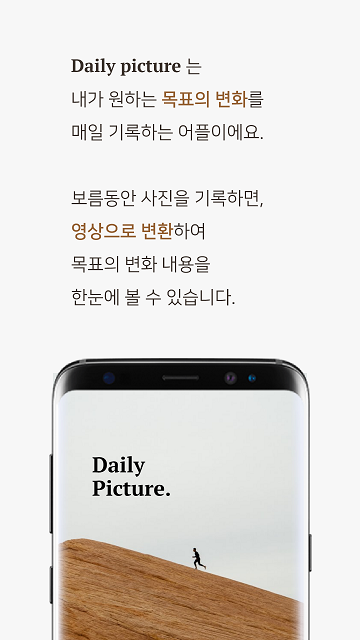 Daily picture 는
내가 원하는 목표의 변화를
매일 기록하는 어플이에요.
보름동안 사진을 기록하면,
영상으로 변환하여
목표의 변화 내용을
한눈에 볼 수 있습니다.
Daily
Picture.